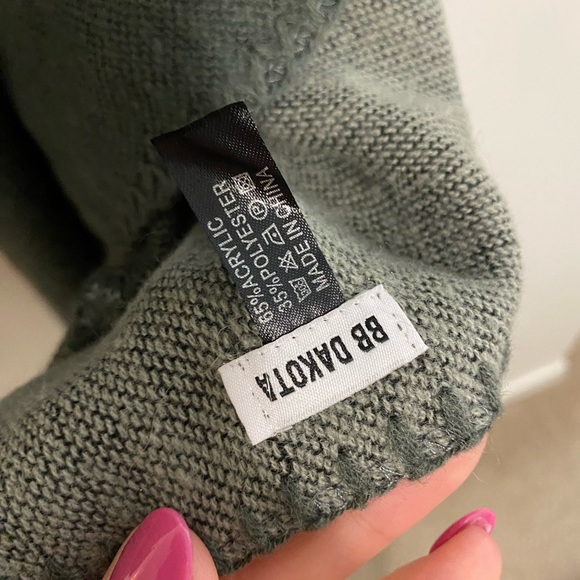 65%ACRYLIC
35%POLYESTER
P
MADE IN CHINA
BB DAKOTA